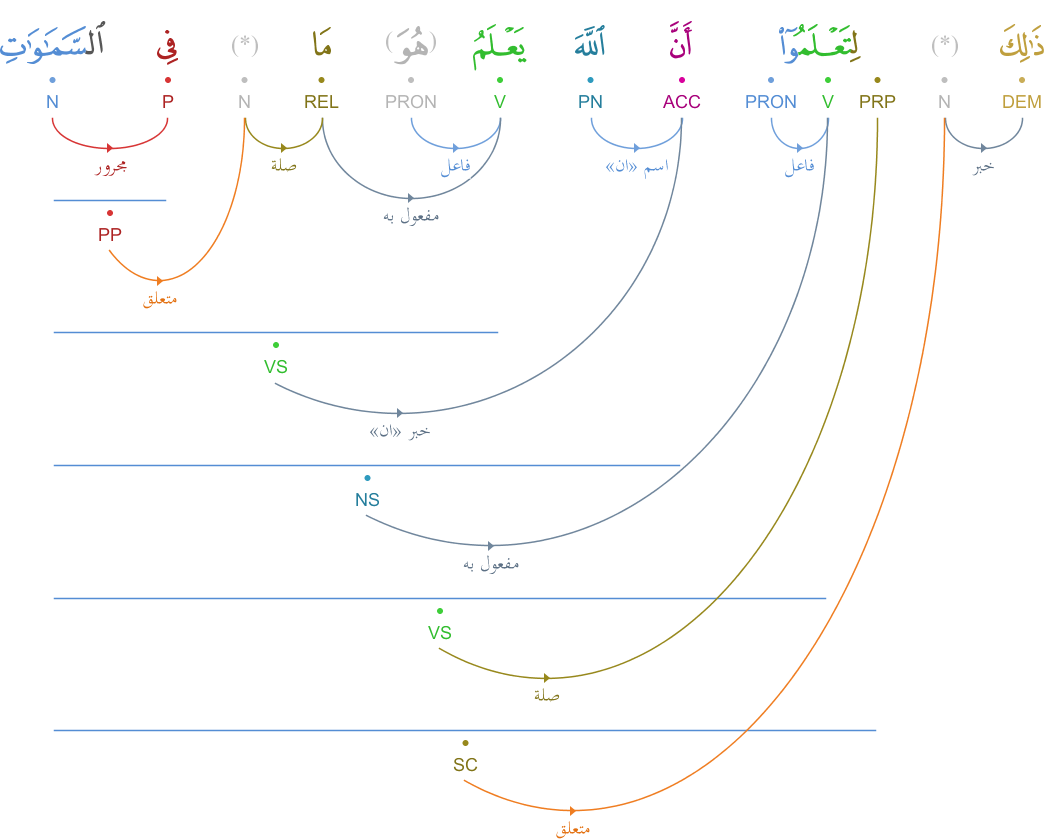 ذَٰلِكَ (*) لِتَعْلَمُوٓا۟ أَنَّ ٱللَّهَ يَعْلَمُ (هُوَ) مَا (*) فِى ٱلسَّمَـٰوَٰتِ
DEM N PRP V PRON ACC PN V PRON REL N P N
خبر فاعل اسم «ان» فاعل صلة مجرور
مفعول به
PP
متعلق
VS
خبر «ان»
NS
مفعول به
VS
صلة
SC
متعلق